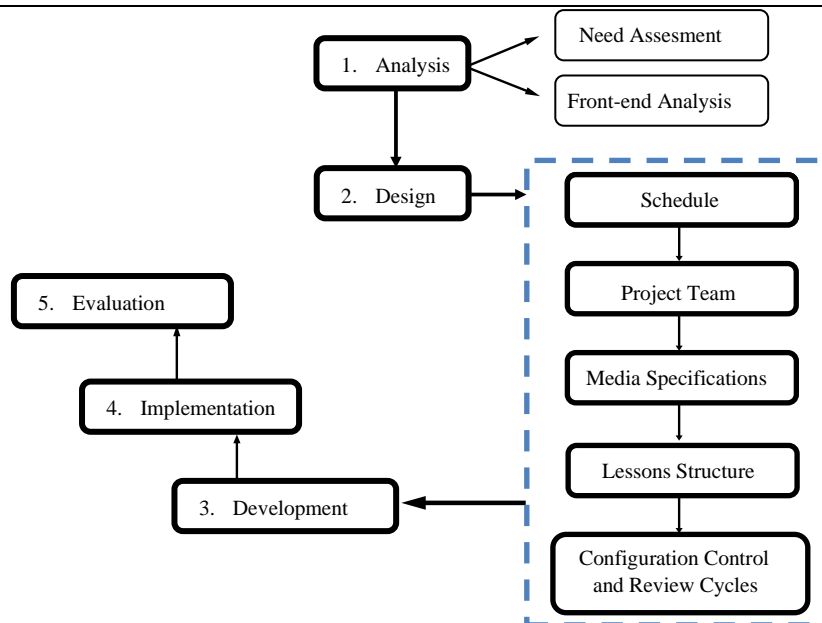 Need Assesment
1. Analysis
Front-end Analysis
2. Design
Schedule
Project Team
5. Evaluation
Media Specifications
4. Implementation
Lessons Structure
3. Development
Configuration Control
and Review Cycles